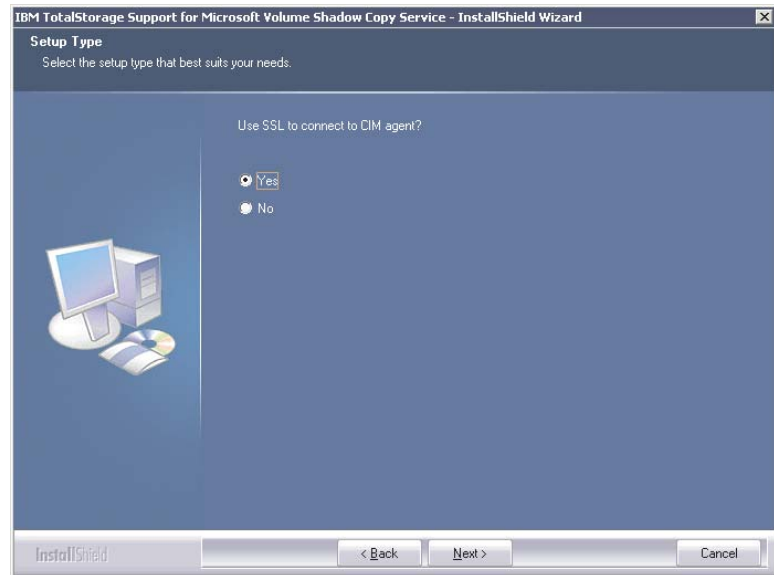 IBM TotalStorage Support for Microsoft Volume Shadow Copy Service - InstallShield Wizard
Setup Type
Select the setup type that best suits your needs.
Use SSL to connect to CIM agent?
Yes
No
InstallShield
< Back
Next >
Cancel